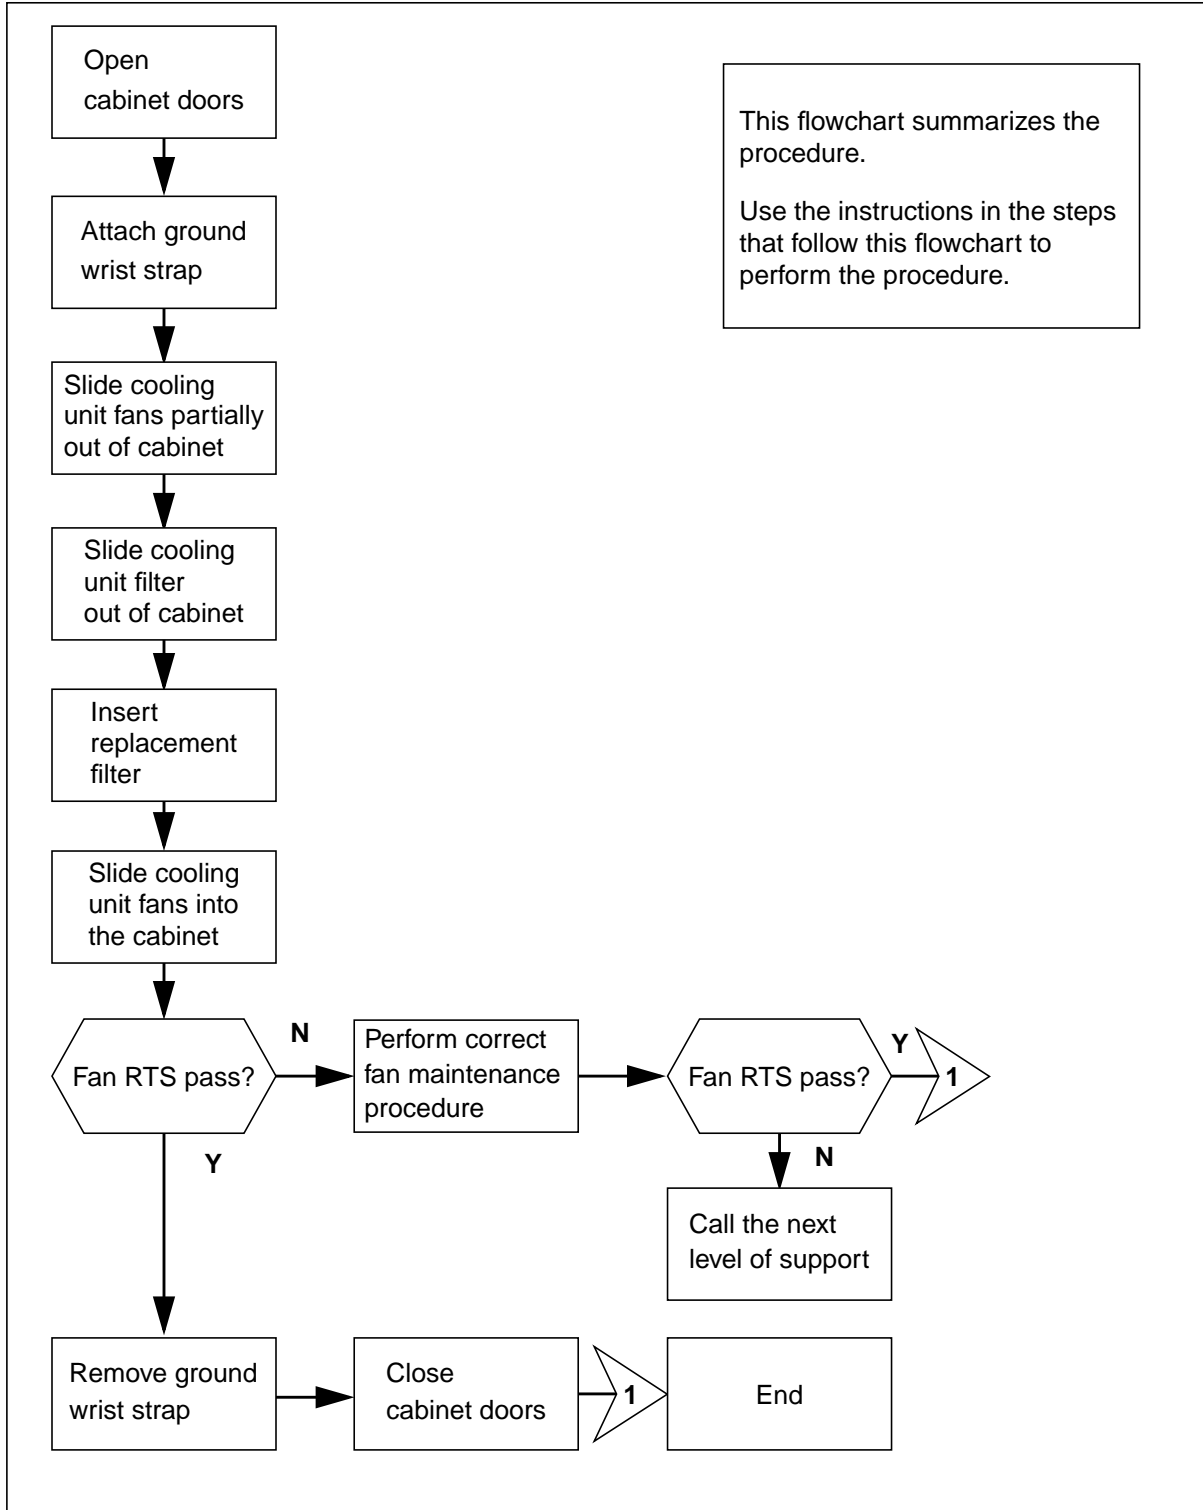 Open
cabinet doors
This flowchart summarizes the
procedure.
Use the instructions in the steps
that follow this flowchart to
perform the procedure.
Attach ground
wrist strap
Slide cooling
unit fans partially
out of cabinet
Slide cooling
unit filter
out of cabinet
Insert
replacement
filter
Slide cooling
unit fans into
the cabinet
Fan RTS pass?
N
Perform correct
fan maintenance
procedure
Fan RTS pass?
Y
1
Y
N
Call the next
level of support
Remove ground
wrist strap
Close
cabinet doors
1
End